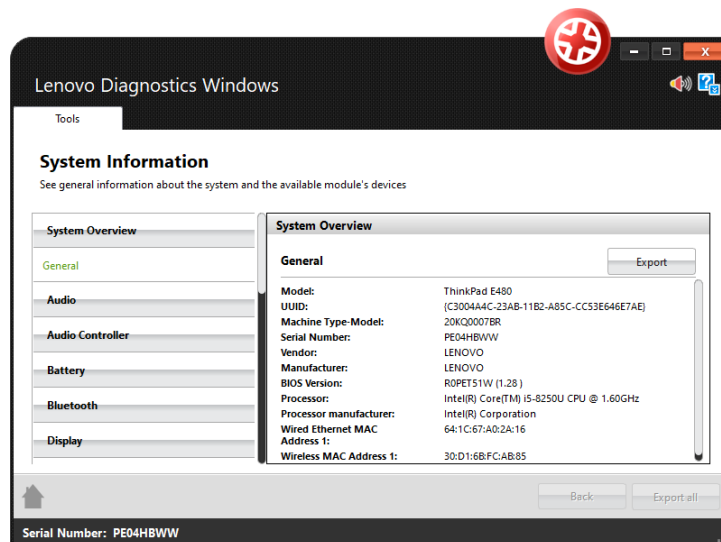 Lenovo Diagnostics Windows
Tools
System Information
See general information about the system and the available module's devices
System Overview
General
Audio
Audio Controller
Battery
Bluetooth
Display
System Overview
General
Export
Model: ThinkPad E480
UUID: {C3004A4C-23AB-11B2-A85C-CC53E646E7AE}
Machine Type-Model: 20KQ0007BR
Serial Number: PE04HBWW
Vendor: LENOVO
Manufacturer: LENOVO
BIOS Version: R0PET51W (1.28 )
Processor: Intel(R) Core(TM) i5-8250U CPU @ 1.60GHz
Processor manufacturer: Intel(R) Corporation
Wired Ethernet MAC 64:1C:67:A0:2A:16
Address 1:
Wireless MAC Address 1: 30:D1:6B:FC:AB:85
Back
Export all
Serial Number: PE04HBWW